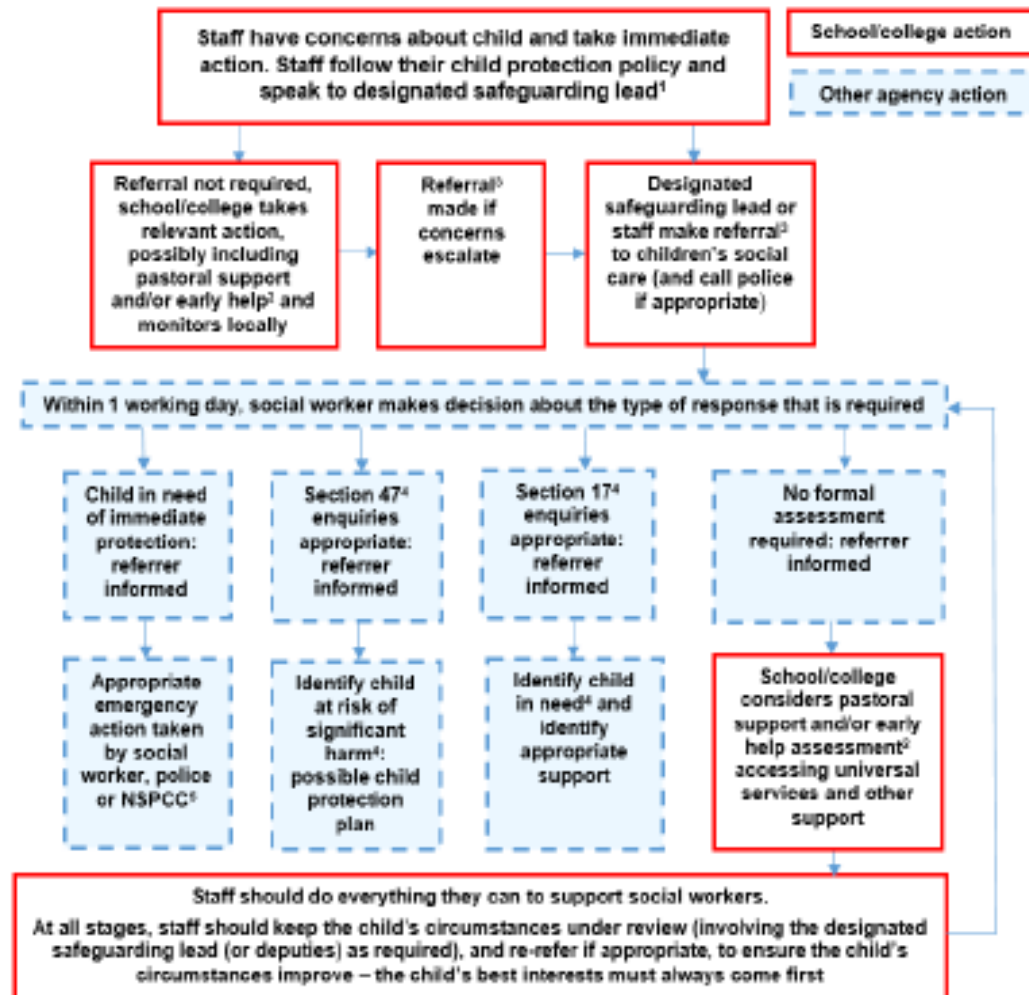 Staff have concerns about child and take immediate
action. Staff follow their child protection policy and
speak to designated safeguarding lead¹
School/college action
Other agency action
Referral not required,
school/college takes
relevant action,
possibly including
pastoral support
and/or early help² and
monitors locally
Referral³
made if
concerns
escalate
Designated
safeguarding lead or
staff make referral³
to children's social
care (and call police
if appropriate)
Within 1 working day, social worker makes decision about the type of response that is required
Child in need
of immediate
protection:
referrer
informed
Section 47⁴
enquiries
appropriate:
referrer
informed
Section 17⁴
enquiries
appropriate:
referrer
informed
No formal
assessment
required: referrer
informed
Appropriate
emergency
action taken
by social
worker, police
or NSPCC⁵
Identify child
at risk of
significant
harm⁴:
possible child
protection
plan
Identify child
in need⁴ and
identify
appropriate
support
School/college
considers pastoral
support and/or early
help assessment²
accessing universal
services and other
support
Staff should do everything they can to support social workers.
At all stages, staff should keep the child's circumstances under review (involving the designated
safeguarding lead (or deputies) as required), and re-refer if appropriate, to ensure the child's
circumstances improve – the child's best interests must always come first